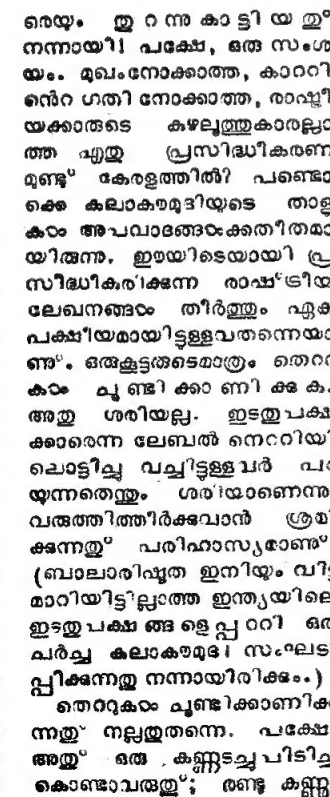 രെയും തുറന്നുകാട്ടിയതു്
നന്നായി! പക്ഷേ, ഒരു സംശ
യം. മുഖംനോക്കാത്ത, കാററി
ൻെറ ഗതി നോക്കാത്ത, രാഷ്ട്രീ
യക്കാരുടെ കുഴലൂത്തുകാരല്ലാ
ത്ത ഏതു പ്രസിദ്ധീകരണ
മുണ്ടു് കേരളത്തിൽ? പണ്ടൊ
ക്കെ കലാകൗമുദിയുടെ താള
കൾ അപവാദങ്ങൾക്കതീതമാ
യിരുന്നു. ഈയിടെയായി പ്ര
സിദ്ധീകരിക്കുന്ന രാഷ്ട്രീയ
ലേഖനങ്ങൾ തീർത്തും ഏക
പക്ഷീയമായിട്ടുള്ളവതന്നെയാ
ണു്. ഒരുകൂട്ടരുടെമാത്രം തെററ
കൾ ചൂണ്ടിക്കാണിക്കുക.
അതു ശരിയല്ല. ഇടതുപക്ഷ
ക്കാരെന്ന ലേബൽ നെററിയി
ലൊട്ടിച്ചു വച്ചിട്ടുള്ളവർ പറ
യുന്നതെന്തും ശരിയാണെന്നു
വരുത്തിത്തീർക്കുവാൻ ശ്രമി
ക്കുന്നതു് പരിഹാസ്യമാണു്
(ബാലാരിഷ്ടത ഇനിയും വിട്ടു
മാറിയിട്ടില്ലാത്ത ഇന്ത്യയിലെ
ഇടതുപക്ഷങ്ങളെപ്പററി ഒരു
ചർച്ച കലാകൗമുദി സംഘടി
പ്പിക്കുന്നതു നന്നായിരിക്കും.)
തെററുകൾ ചൂണ്ടിക്കാണിക്കു
ന്നതു് നല്ലതുതന്നെ. പക്ഷേ
അതു് ഒരു കണ്ണടച്ചുപിടിച്ചു
കൊണ്ടാവരുതു്; രണ്ടു കണ്ണു